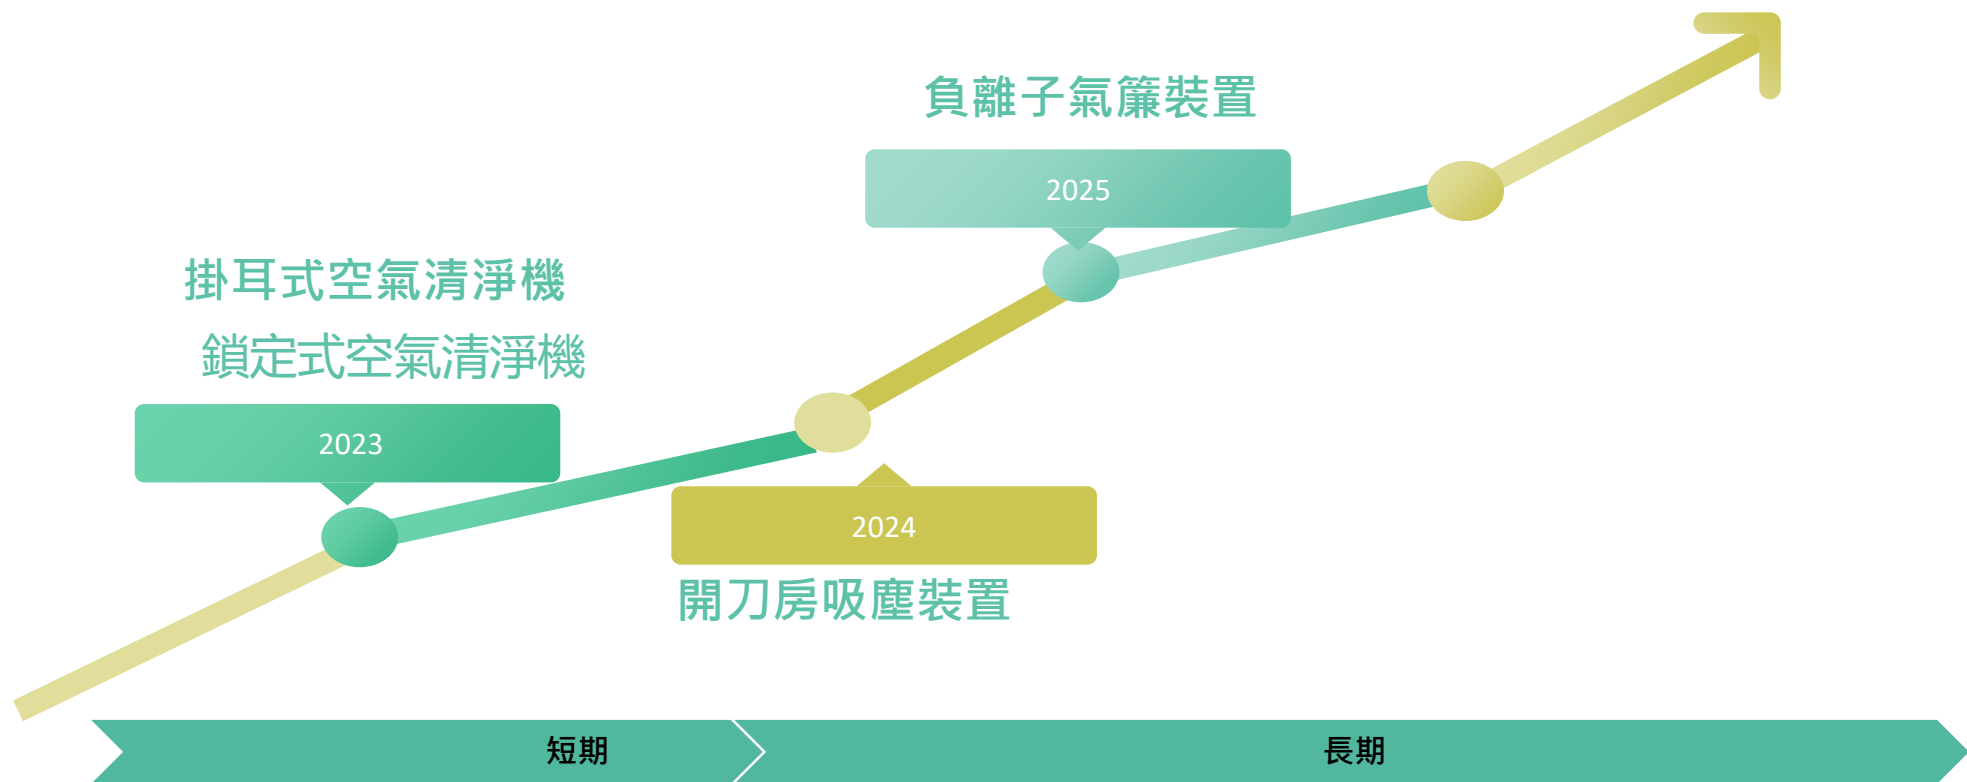 負離子氣簾裝置
2025
掛耳式空氣清淨機
鎖定式空氣清淨機
2023
2024
開刀房吸塵裝置
短期
長期